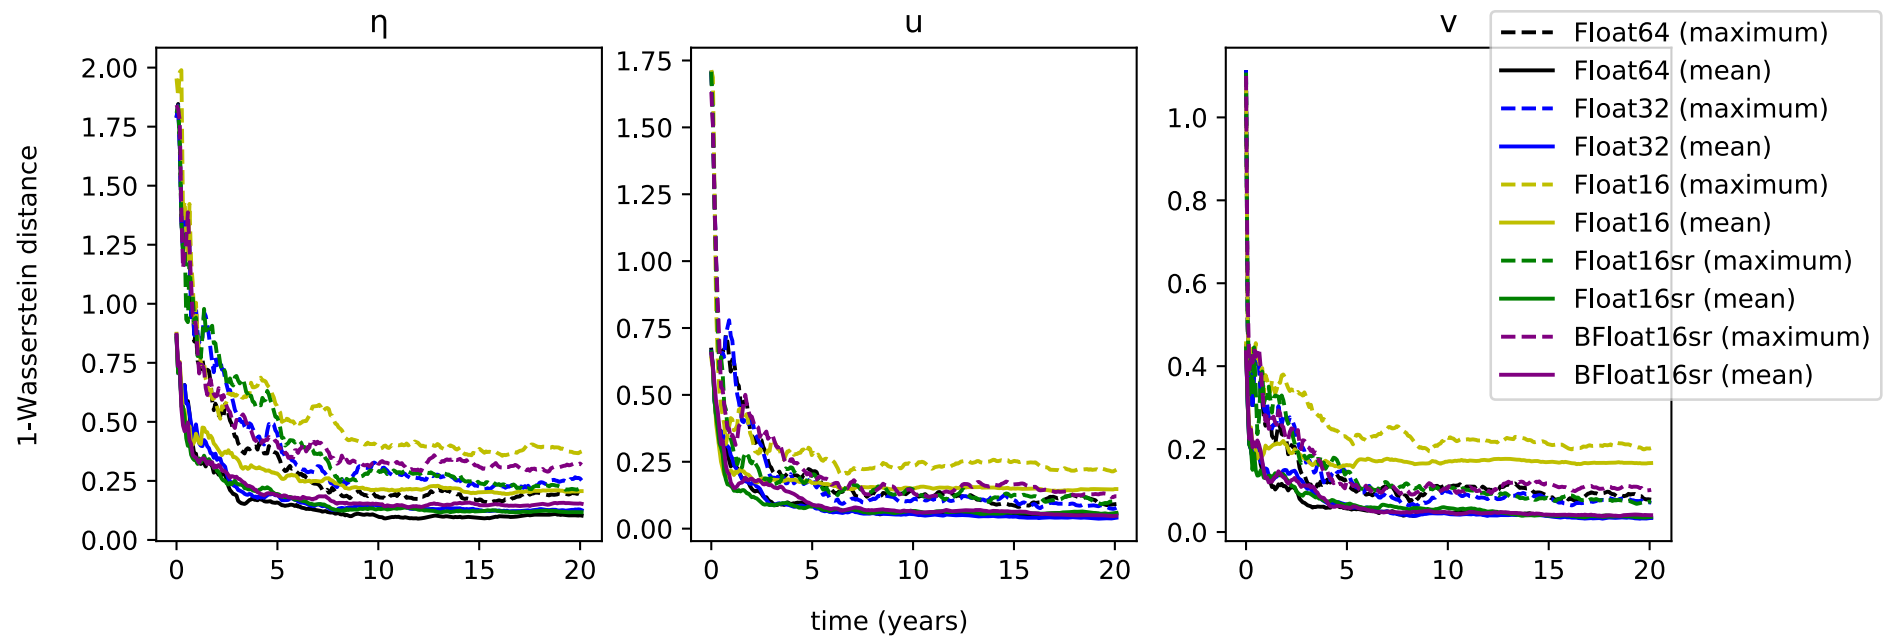 η
u
v
1-Wasserstein distance
2.00
1.75
1.50
1.25
1.00
0.75
0.50
0.25
0.00
0 5 10 15 20
1.75
1.50
1.25
1.00
0.75
0.50
0.25
0.00
0 5 10 15 20
1.0
0.8
0.6
0.4
0.2
0.0
0 5 10 15 20
time (years)
Float64 (maximum)
Float64 (mean)
Float32 (maximum)
Float32 (mean)
Float16 (maximum)
Float16 (mean)
Float16sr (maximum)
Float16sr (mean)
BFloat16sr (maximum)
BFloat16sr (mean)